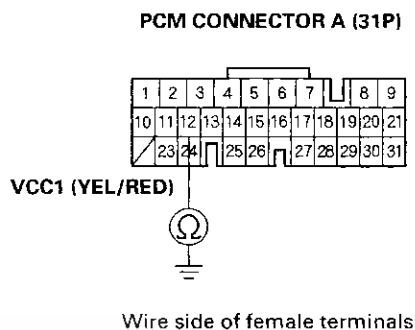 PCM CONNECTOR A (31P)
1 2 3 4 5 6 7 8 9
10 11 12 13 14 15 16 17 18 19 20 21
23 24 25 26 27 28 29 30 31
VCC1 (YEL/RED)
Ω
Wire side of female terminals